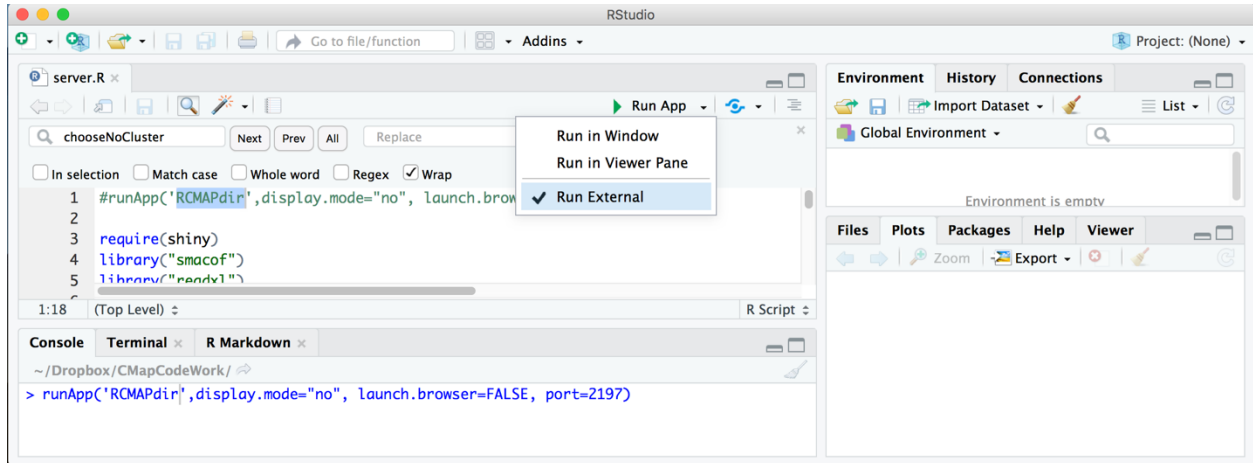 RStudio
Go to file/function Addins Project: (None)
server.R
Run App
chooseNoCluster Next Prev All Replace
In selection Match case Whole word Regex Wrap
Run in Window
Run in Viewer Pane
Run External
1 #runApp('RCMAPdir',display.mode="no", launch.brow
2
3 require(shiny)
4 library("smacof")
5 library("readxl")
1:18 (Top Level) R Script
Console Terminal R Markdown
~/Dropbox/CMapCodeWork/
> runApp('RCMAPdir',display.mode="no", launch.browser=FALSE, port=2197)
Environment History Connections
Import Dataset List
Global Environment
Environment is empty
Files Plots Packages Help Viewer
Zoom Export